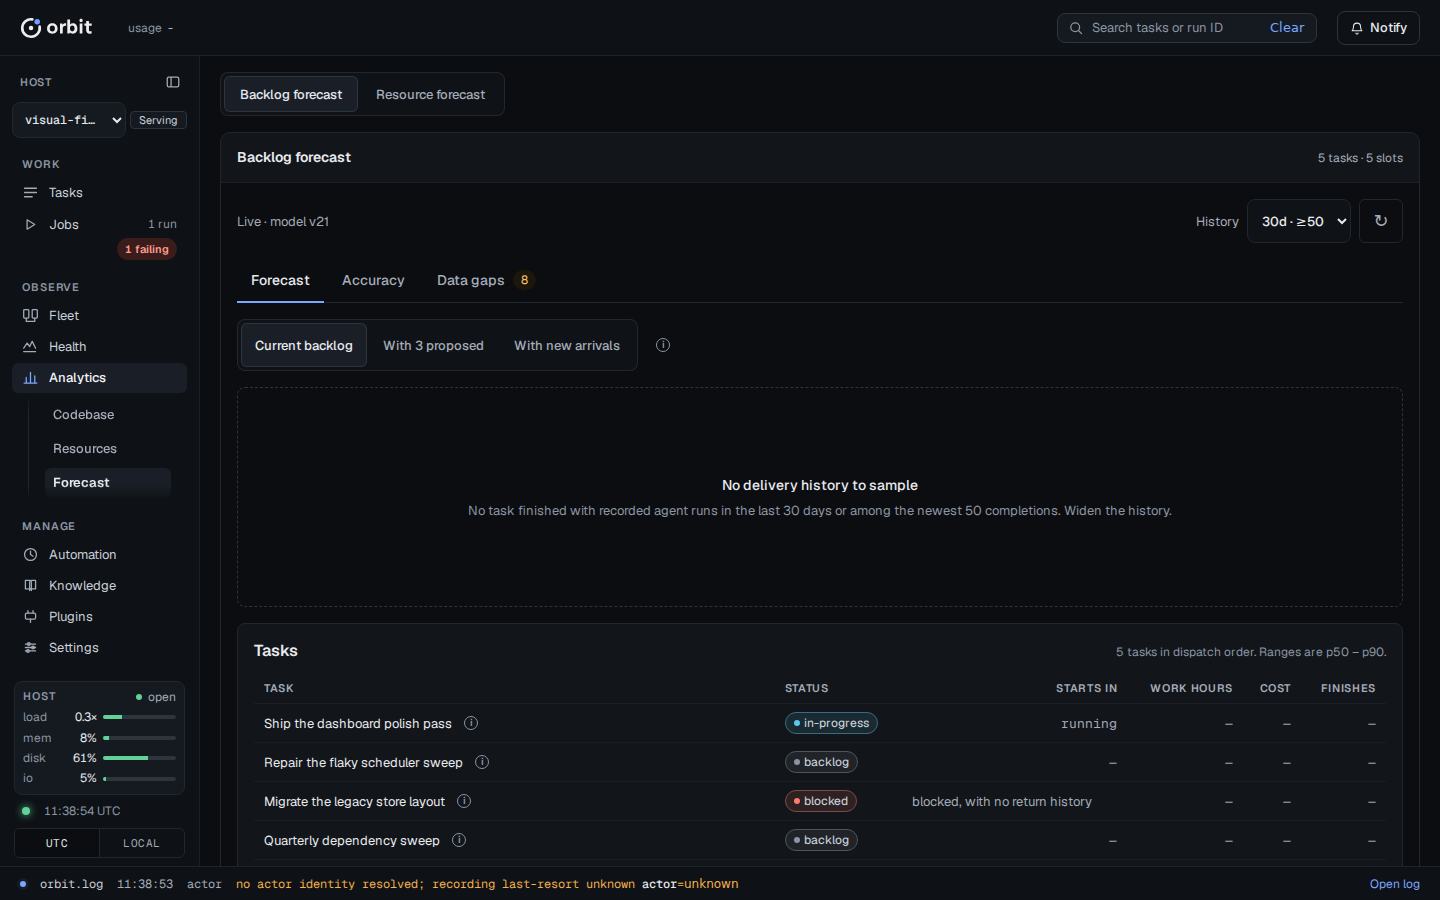 orbit
usage -
Search tasks or run ID
Clear
Notify
HOST
visual-fi…
Serving
WORK
Tasks
Jobs 1 run
1 failing
OBSERVE
Fleet
Health
Analytics
Codebase
Resources
Forecast
MANAGE
Automation
Knowledge
Plugins
Settings
HOST open
load 0.3×
mem 8%
disk 61%
io 5%
11:38:54 UTC
UTC LOCAL
Backlog forecast Resource forecast
Backlog forecast 5 tasks · 5 slots
Live · model v21 History 30d · ≥50 ↻
Forecast Accuracy Data gaps 8
Current backlog With 3 proposed With new arrivals
No delivery history to sample
No task finished with recorded agent runs in the last 30 days or among the newest 50 completions. Widen the history.
Tasks 5 tasks in dispatch order. Ranges are p50 – p90.
TASK STATUS STARTS IN WORK HOURS COST FINISHES
Ship the dashboard polish pass in-progress running – – –
Repair the flaky scheduler sweep backlog – – – –
Migrate the legacy store layout blocked blocked, with no return history – – –
Quarterly dependency sweep backlog – – – –
orbit.log 11:38:53 actor no actor identity resolved; recording last-resort unknown actor=unknown Open log